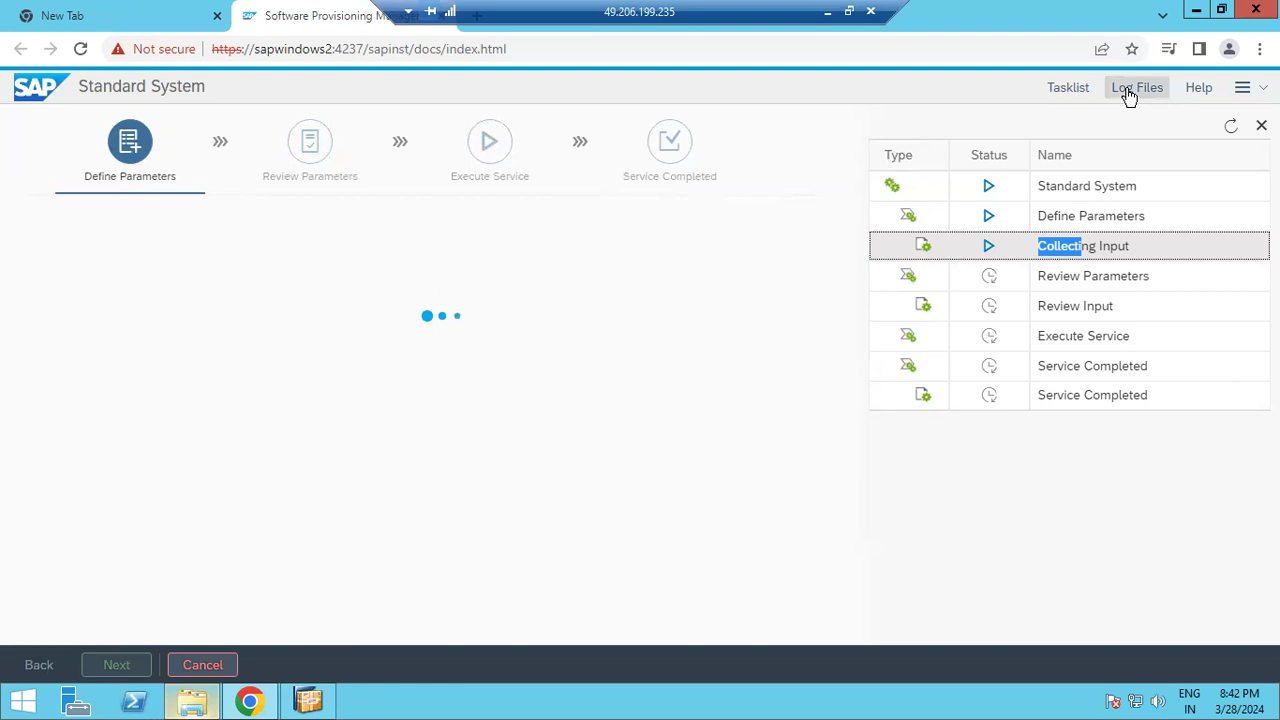 New Tab
Software Provisioning Manage
49.206.199.235
Not secure
https://sapwindows2:4237/sapinst/docs/index.html
SAP
Standard System
Tasklist
Log Files
Help
Define Parameters
Review Parameters
Execute Service
Service Completed
Type
Status
Name
Standard System
Define Parameters
Collecting Input
Review Parameters
Review Input
Execute Service
Service Completed
Service Completed
Back
Next
Cancel
ENG
IN
8:42 PM
3/28/2024